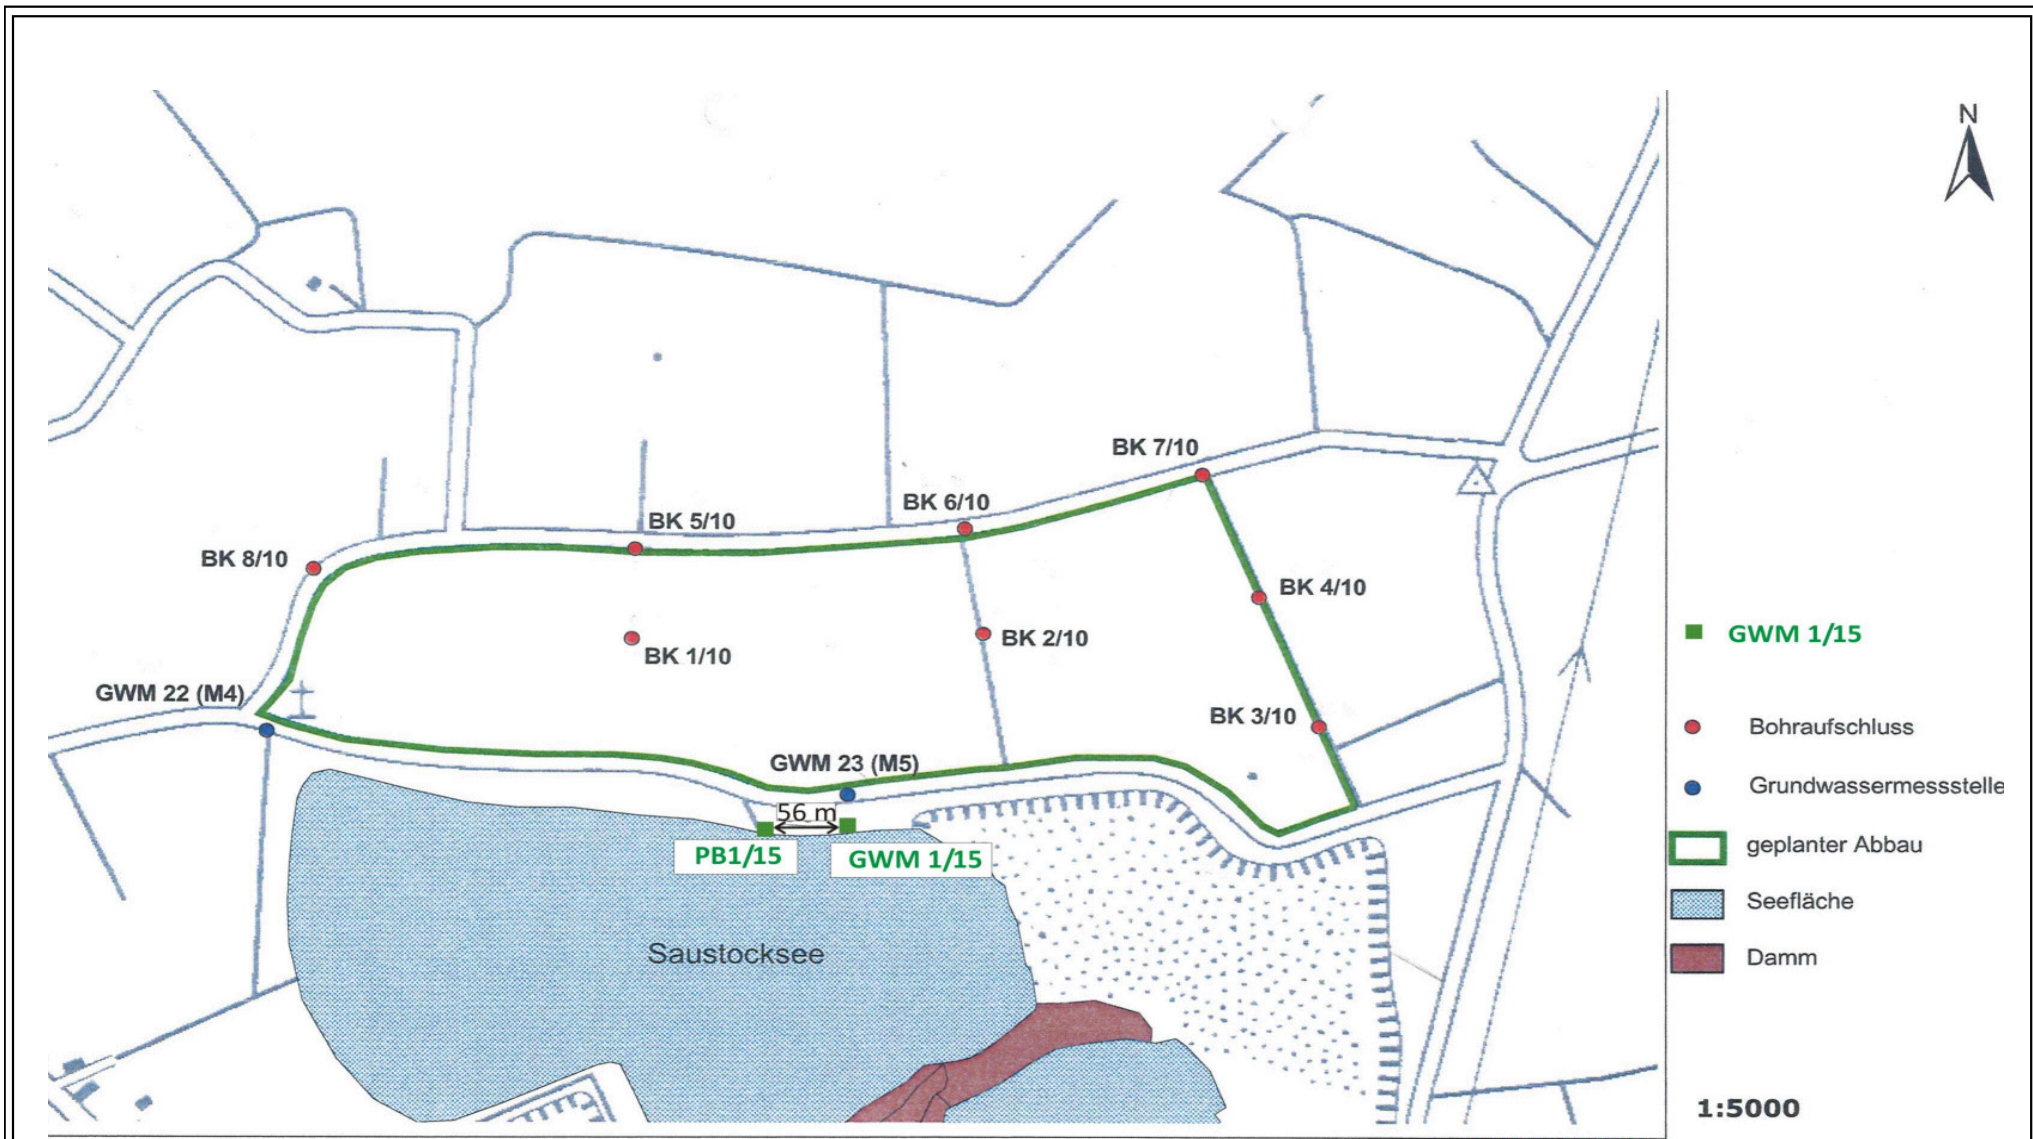 N
BK 7/10
BK 6/10
BK 5/10
BK 8/10
BK 4/10
BK 1/10
BK 2/10
GWM 22 (M4)
BK 3/10
GWM 23 (M5)
56 m
PB1/15
GWM 1/15
Saustocksee
GWM 1/15
Bohraufschluss
Grundwassermessstelle
geplanter Abbau
Seefläche
Damm
1:5000